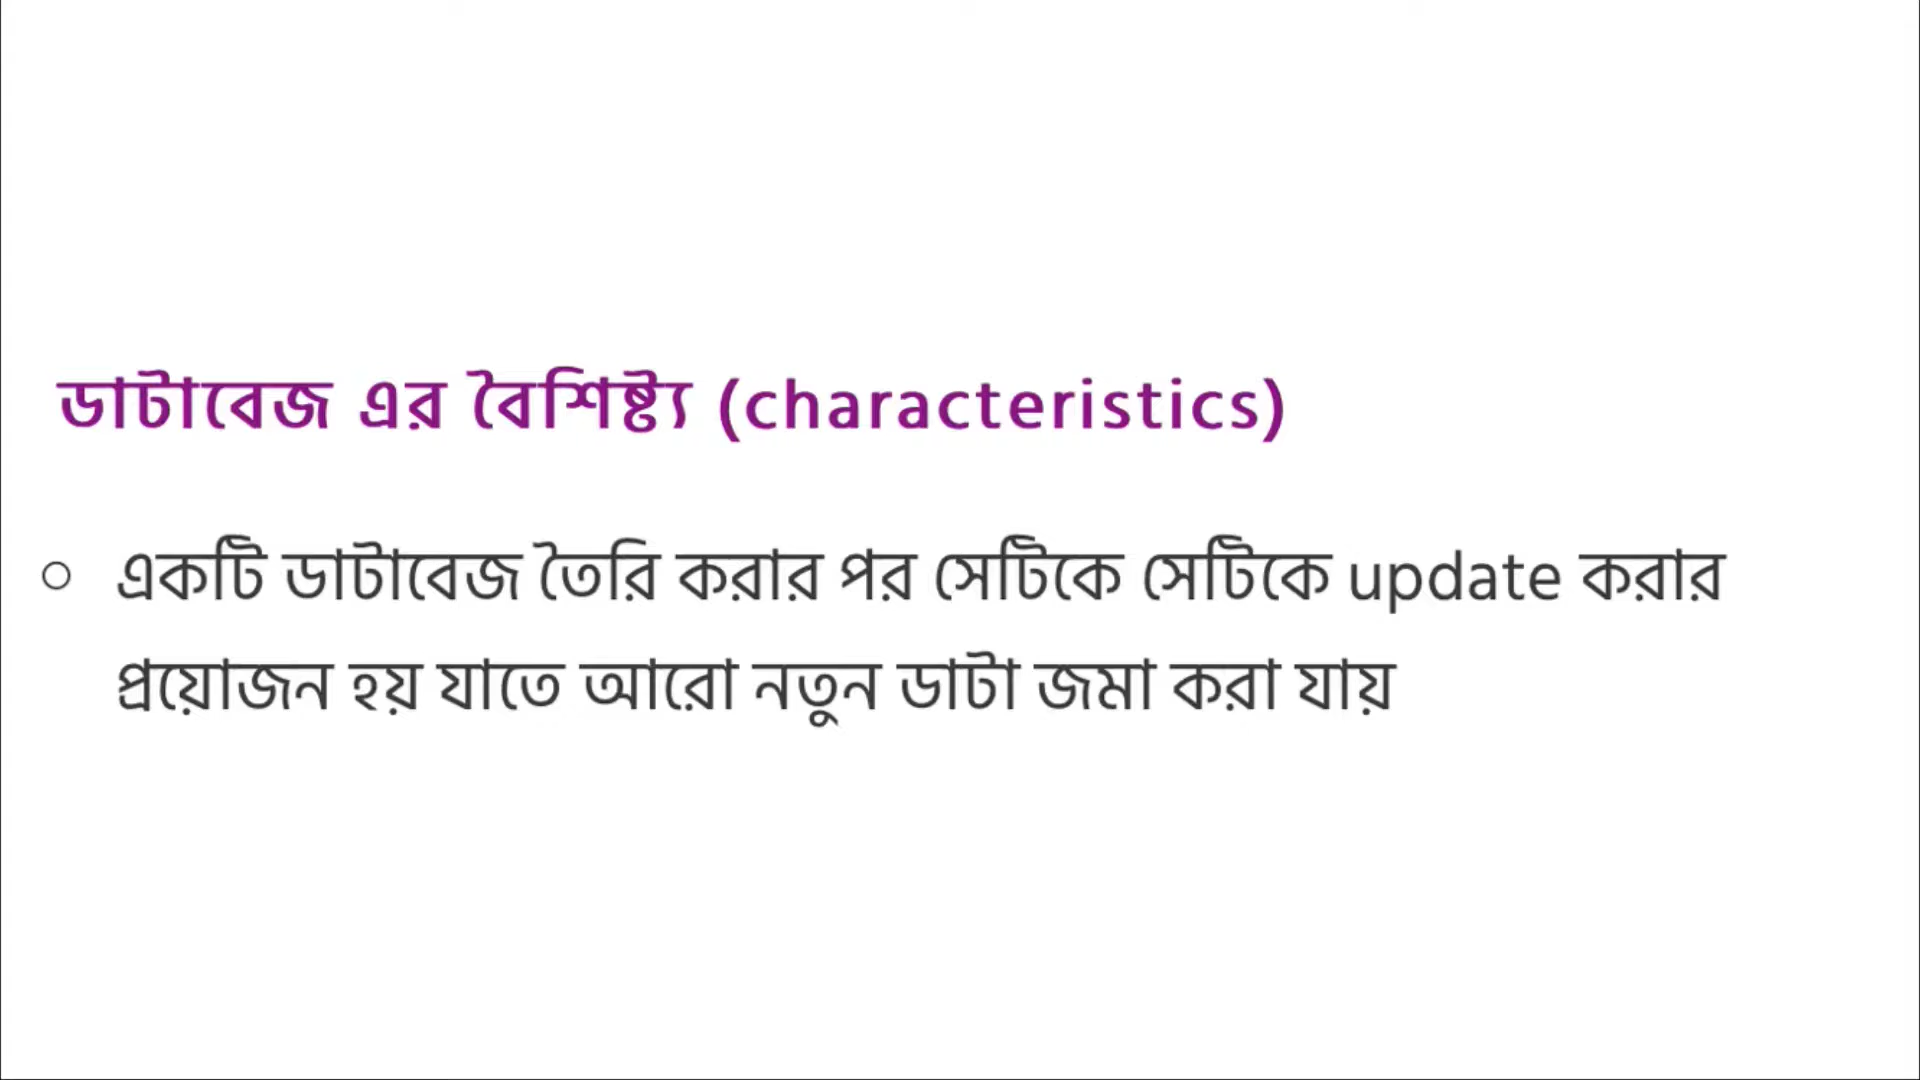 ডাটাবেজ এর বৈশিষ্ট্য (characteristics)
○ একটি ডাটাবেজ তৈরি করার পর সেটিকে সেটিকে update করার
প্রয়োজন হয় যাতে আরো নতুন ডাটা জমা করা যায়